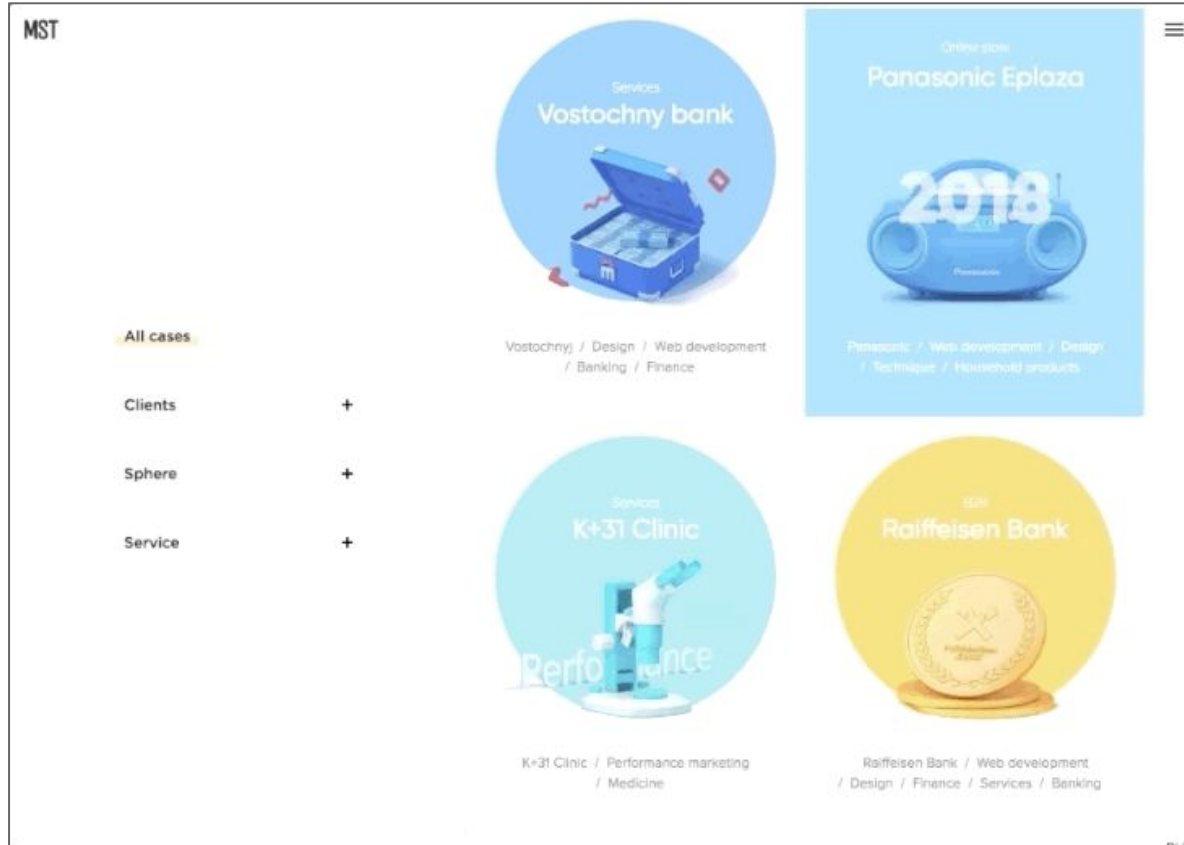 MST
All cases
Clients +
Sphere +
Service +
Services
Vostochny bank
Vostochnyj / Design / Web development
/ Banking / Finance
Online store
Panasonic Eplaza
2018
Panasonic
Panasonic / Web development / Design
/ Technique / Household products
Services
K+31 Clinic
Performance
K+31 Clinic / Performance marketing
/ Medicine
B2B
Raiffeisen Bank
Raiffeisen Bank / Web development
/ Design / Finance / Services / Banking